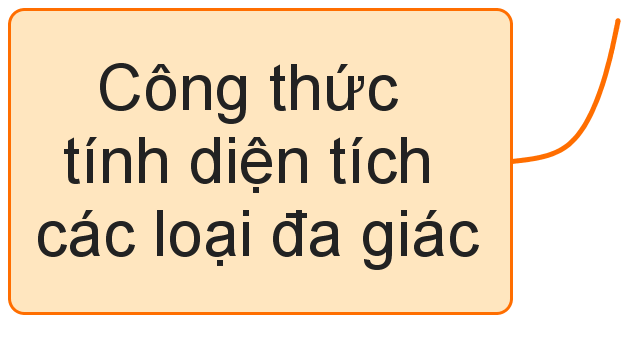 Công thức
tính diện tích
các loại đa giác